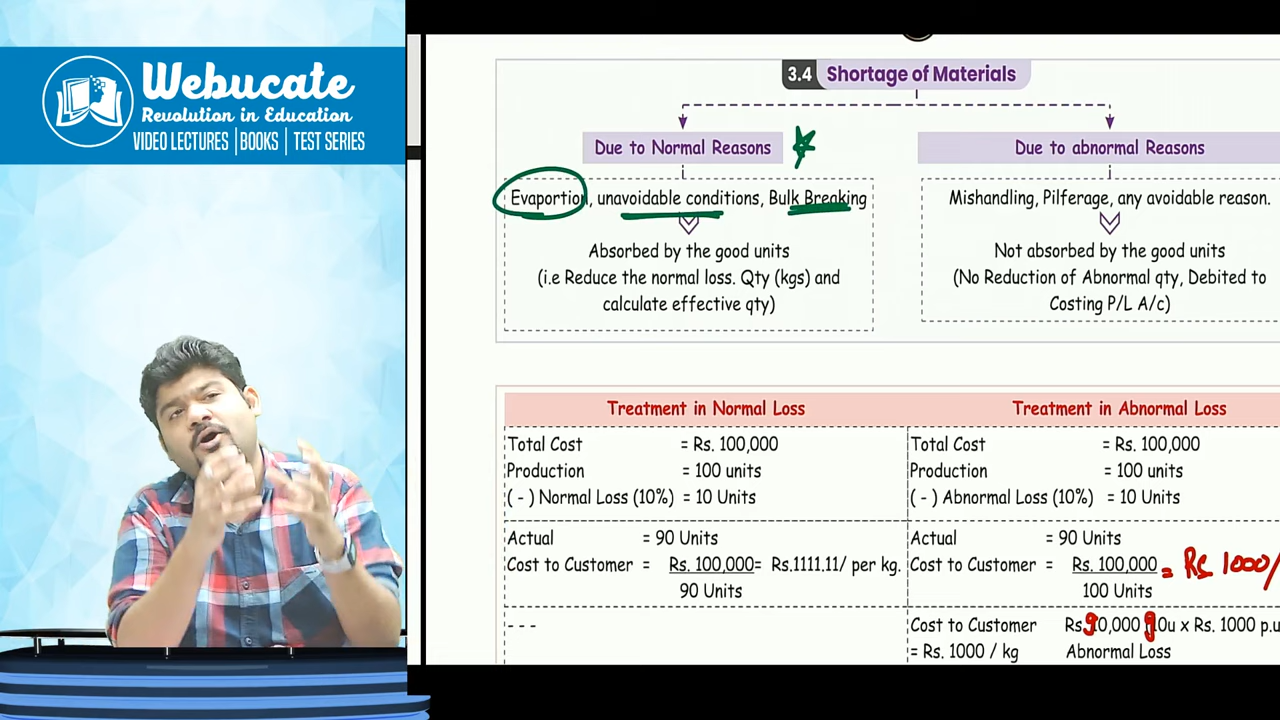 Webucate
Revolution in Education
VIDEO LECTURES | BOOKS | TEST SERIES
3.4 Shortage of Materials
Due to Normal Reasons
Evaportion, unavoidable conditions, Bulk Breaking
Absorbed by the good units
(i.e Reduce the normal loss. Qty (kgs) and
calculate effective qty)
Due to abnormal Reasons
Mishandling, Pilferage, any avoidable reason.
Not absorbed by the good units
(No Reduction of Abnormal qty, Debited to
Costing P/L A/c)
Treatment in Normal Loss
Total Cost = Rs. 100,000
Production = 100 units
( - ) Normal Loss (10%) = 10 Units
Actual = 90 Units
Cost to Customer = Rs. 100,000 = Rs.1111.11/ per kg.
90 Units
- - -
Treatment in Abnormal Loss
Total Cost = Rs. 100,000
Production = 100 units
( - ) Abnormal Loss (10%) = 10 Units
Actual = 90 Units
Cost to Customer = Rs. 100,000 = Rs 1000/
100 Units
Cost to Customer Rs. 90,000 90u x Rs. 1000 p.u
= Rs. 1000 / kg Abnormal Loss